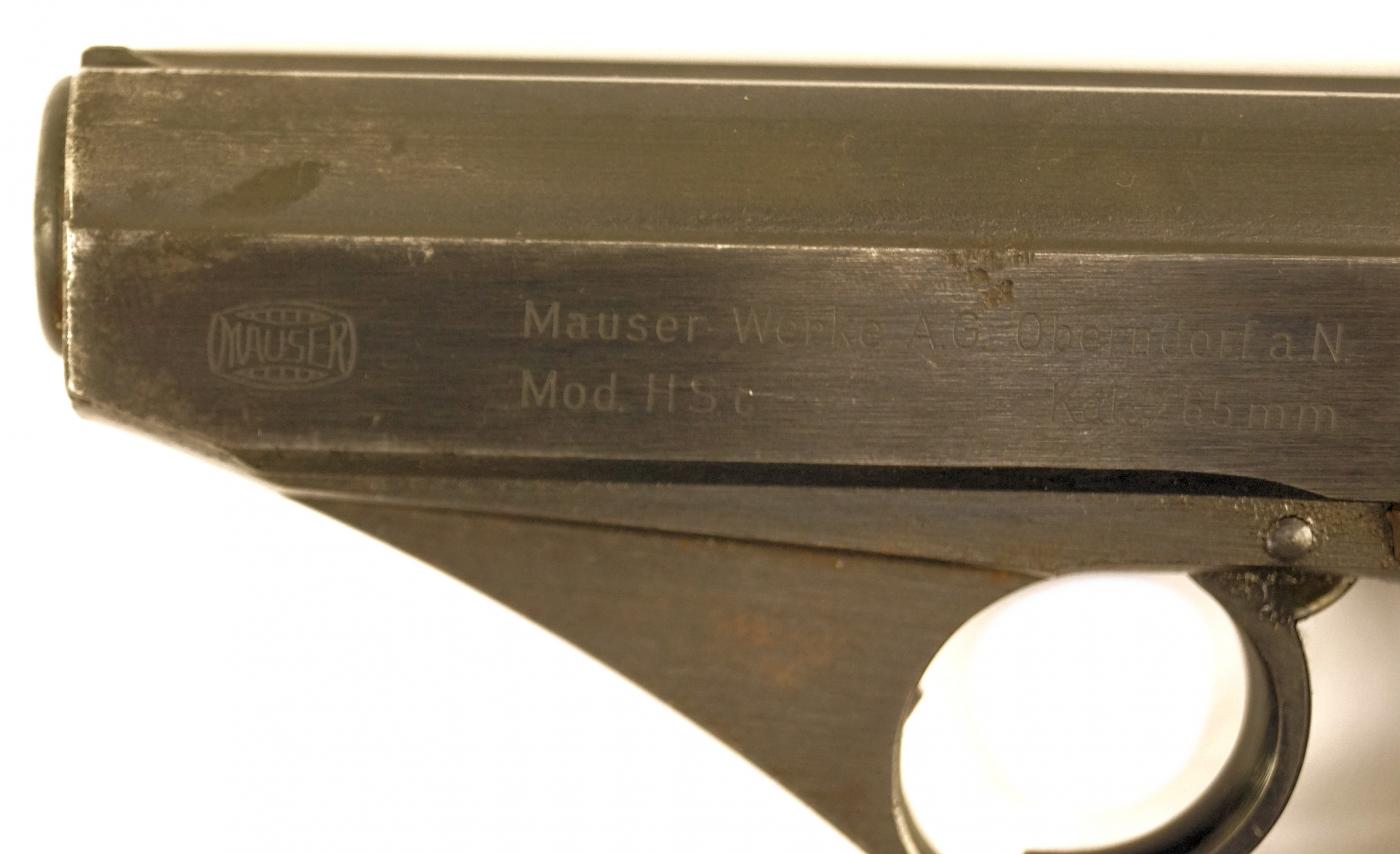 MAUSER
Mauser-Werke A.G. Oberndorf a.N.
Mod. HSc Kal. 7,65mm